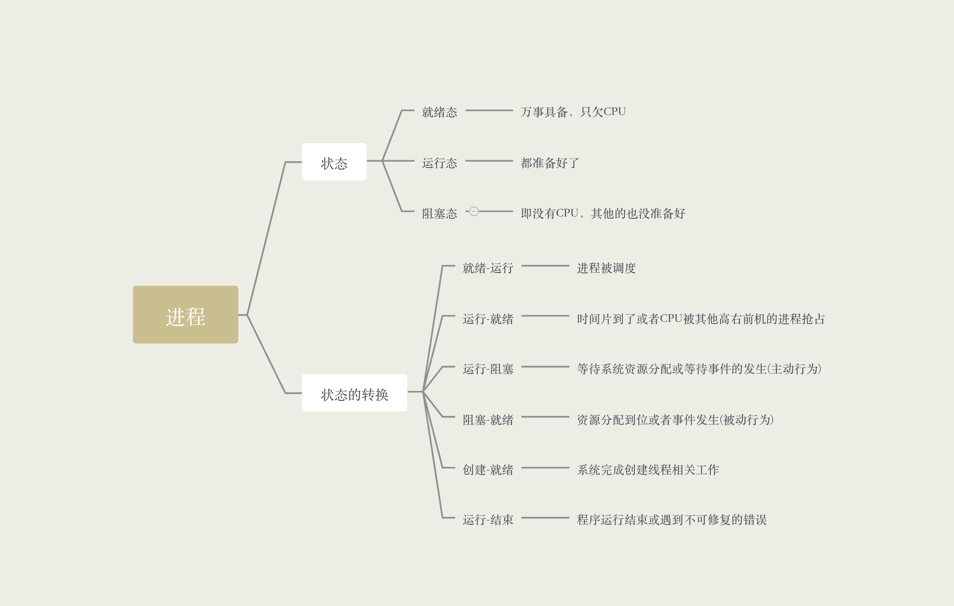 进程
状态
就绪态
万事具备，只欠CPU
运行态
都准备好了
阻塞态
即没有CPU、其他的也没准备好
状态的转换
就绪-运行
进程被调度
运行-就绪
时间片到了或者CPU被其他高右前机的进程抢占
运行-阻塞
等待系统资源分配或等待事件的发生(主动行为)
阻塞-就绪
资源分配到位或者事件发生(被动行为)
创建-就绪
系统完成创建线程相关工作
运行-结束
程序运行结束或遇到不可修复的错误